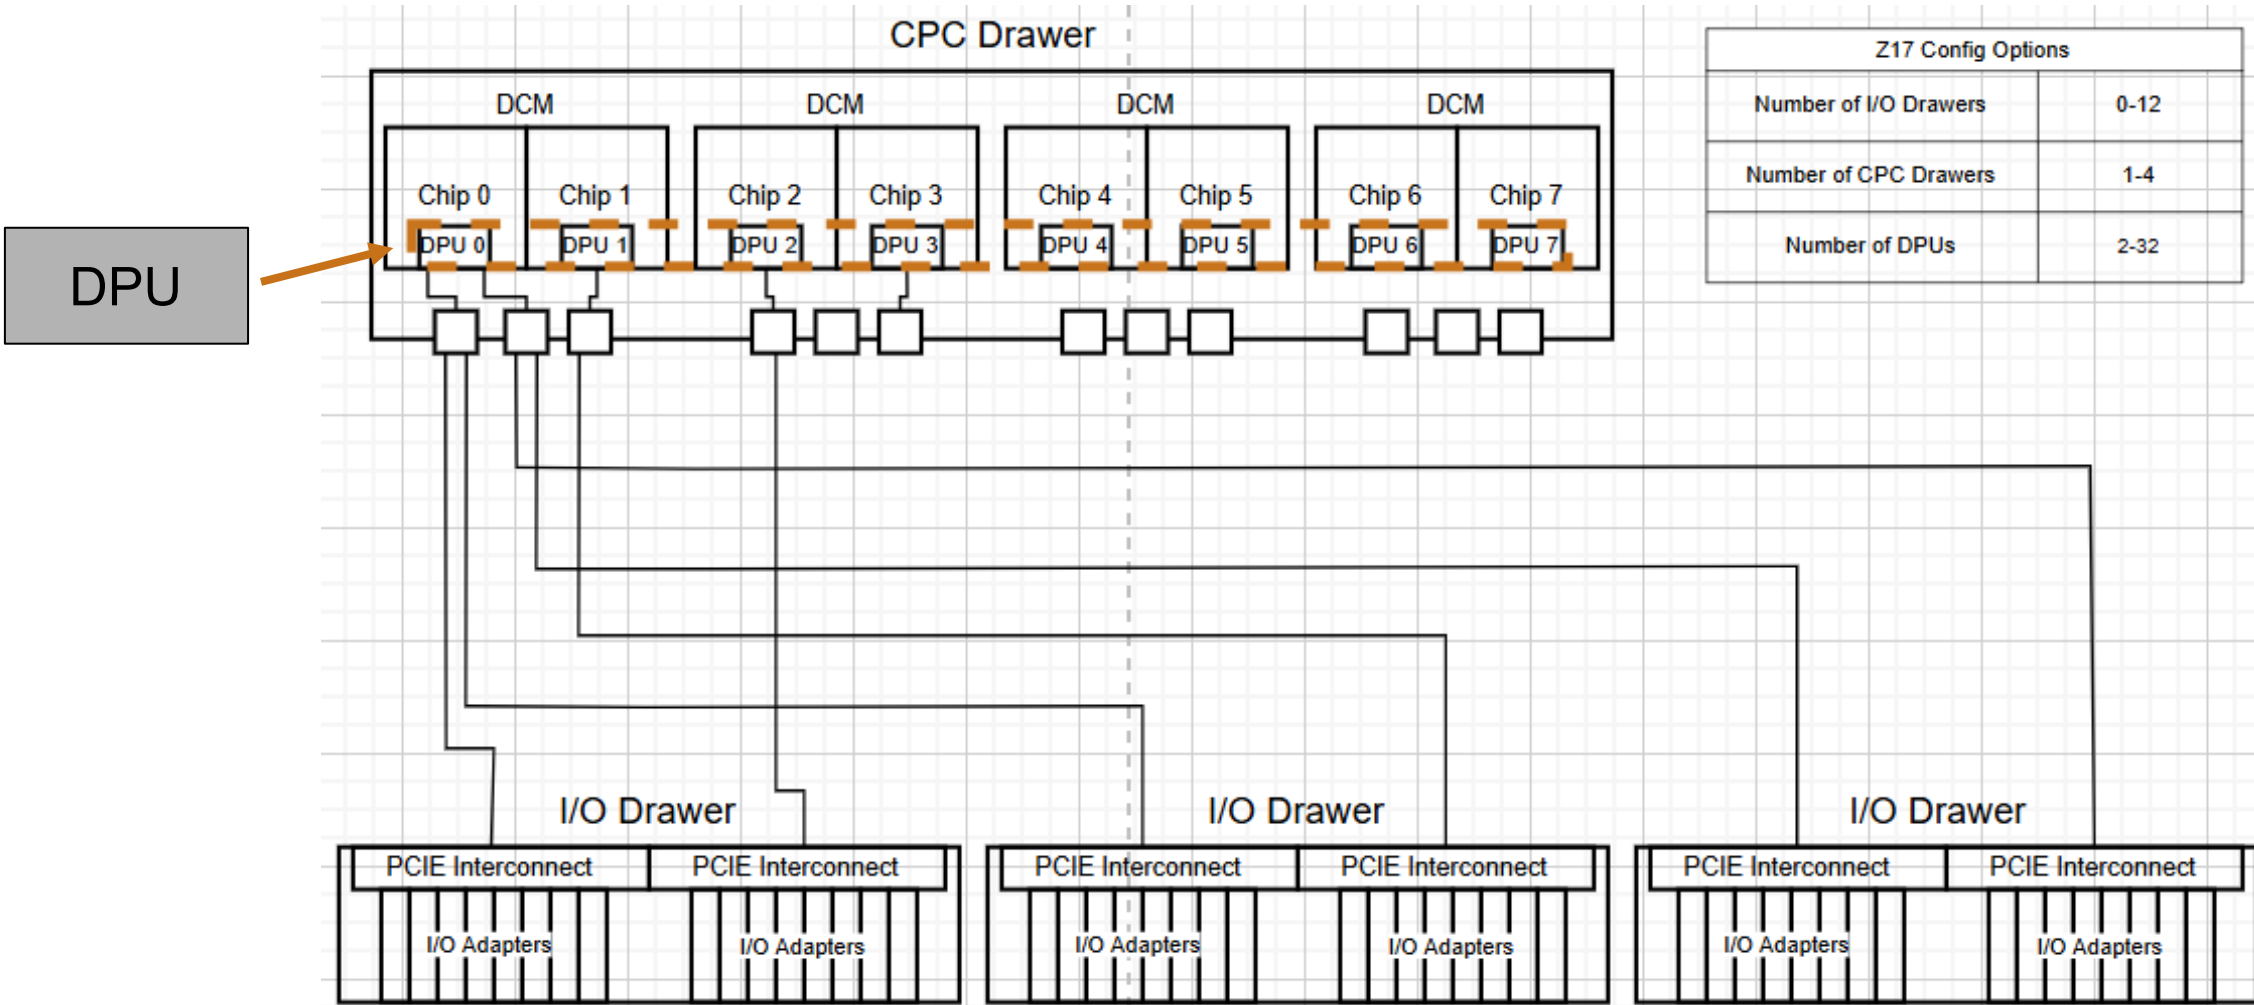 CPC Drawer
Z17 Config Options
Number of I/O Drawers 0-12
Number of CPC Drawers 1-4
Number of DPUs 2-32
DCM DCM DCM DCM
Chip 0 Chip 1 Chip 2 Chip 3 Chip 4 Chip 5 Chip 6 Chip 7
DPU 0 DPU 1 DPU 2 DPU 3 DPU 4 DPU 5 DPU 6 DPU 7
DPU
I/O Drawer I/O Drawer I/O Drawer
PCIE Interconnect PCIE Interconnect PCIE Interconnect PCIE Interconnect PCIE Interconnect PCIE Interconnect
I/O Adapters I/O Adapters I/O Adapters I/O Adapters I/O Adapters I/O Adapters